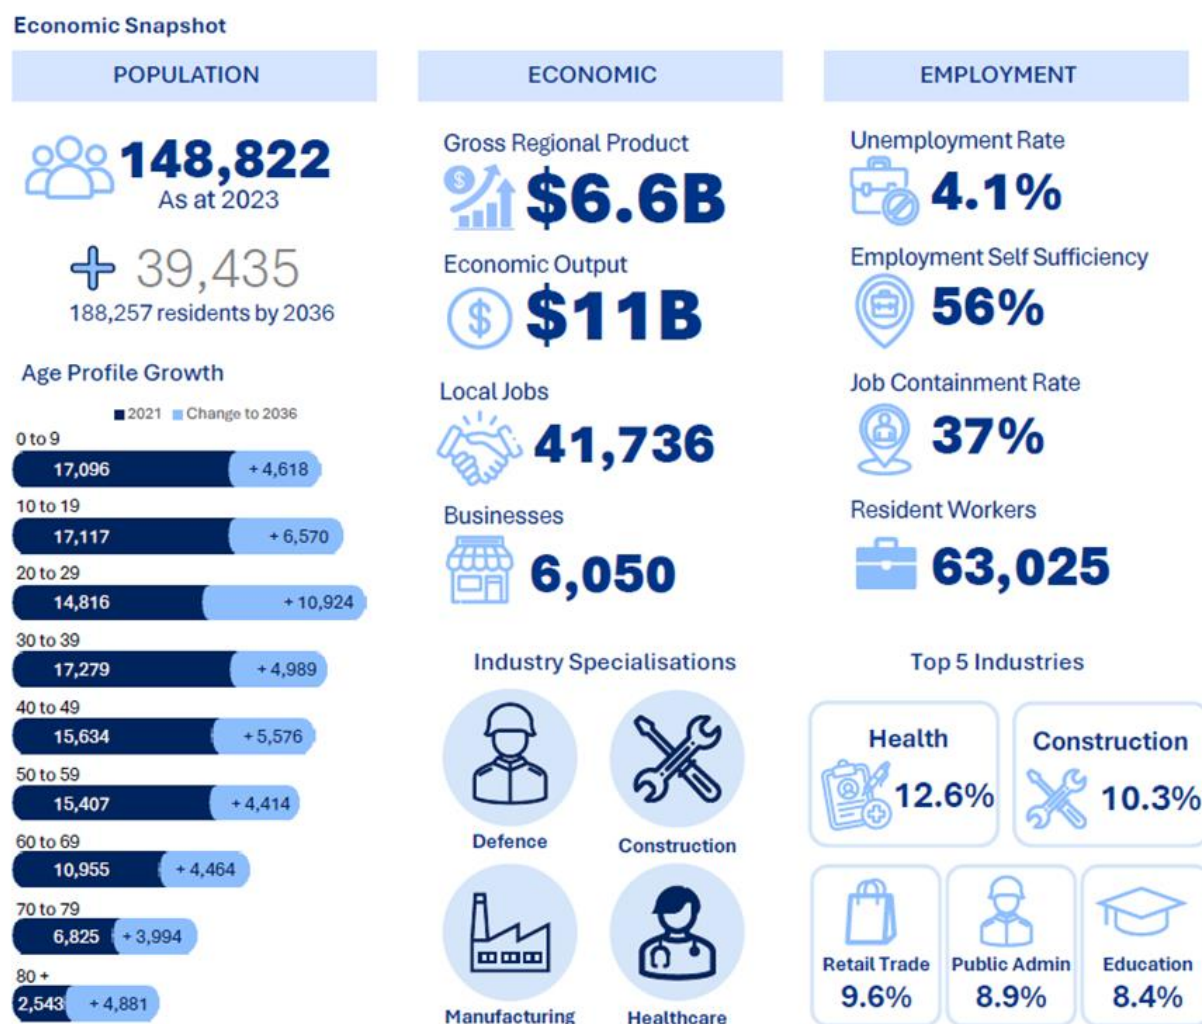 Economic Snapshot
POPULATION
148,822
As at 2023
39,435
188,257 residents by 2036
Age Profile Growth
2021 Change to 2036
0 to 9
17,096 + 4,618
10 to 19
17,117 + 6,570
20 to 29
14,816 + 10,924
30 to 39
17,279 + 4,989
40 to 49
15,634 + 5,576
50 to 59
15,407 + 4,414
60 to 69
10,955 + 4,464
70 to 79
6,825 + 3,994
80 +
2,543 + 4,881
ECONOMIC
Gross Regional Product
$6.6B
Economic Output
$11B
Local Jobs
41,736
Businesses
6,050
Industry Specialisations
Defence
Construction
Manufacturing
Healthcare
EMPLOYMENT
Unemployment Rate
4.1%
Employment Self Sufficiency
56%
Job Containment Rate
37%
Resident Workers
63,025
Top 5 Industries
Health
12.6%
Construction
10.3%
Retail Trade
9.6%
Public Admin
8.9%
Education
8.4%